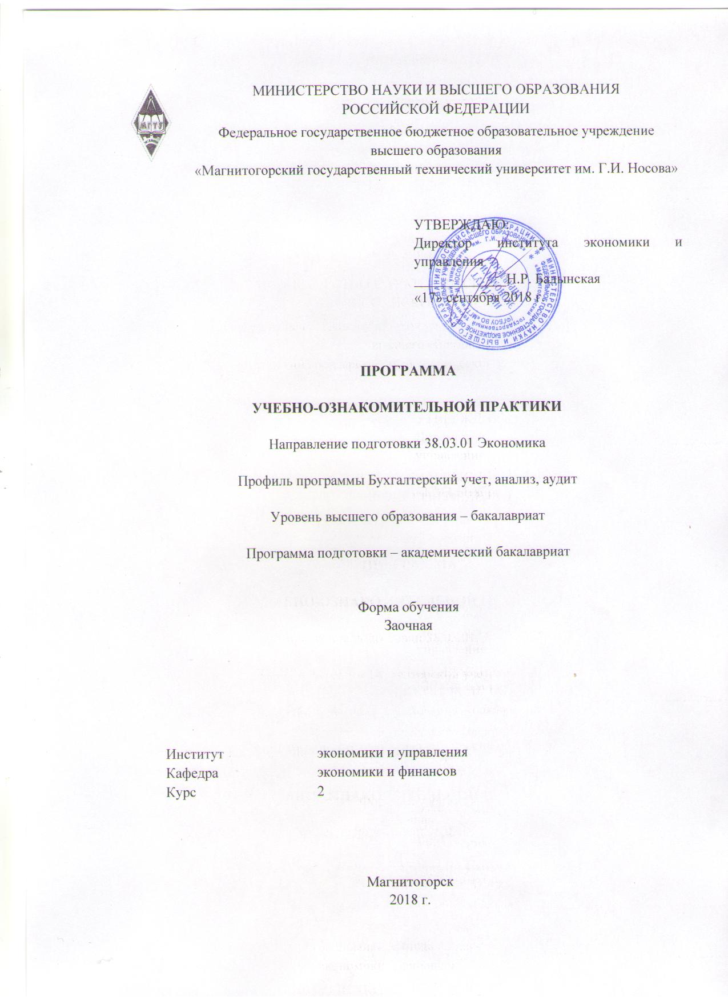 МИНИСТЕРСТВО НАУКИ И ВЫСШЕГО ОБРАЗОВАНИЯ
РОССИЙСКОЙ ФЕДЕРАЦИИ
Федеральное государственное бюджетное образовательное учреждение
высшего образования
«Магнитогорский государственный технический университет им. Г.И. Носова»
МГТУ
УТВЕРЖДАЮ:
Директор института экономики и
управления
Н.Р. Балынская
«17» сентября 2018 г.
ПРОГРАММА
УЧЕБНО-ОЗНАКОМИТЕЛЬНОЙ ПРАКТИКИ
Направление подготовки 38.03.01 Экономика
Профиль программы Бухгалтерский учет, анализ, аудит
Уровень высшего образования – бакалавриат
Программа подготовки – академический бакалавриат
Форма обучения
Заочная
Институт экономики и управления
Кафедра экономики и финансов
Курс 2
Магнитогорск
2018 г.